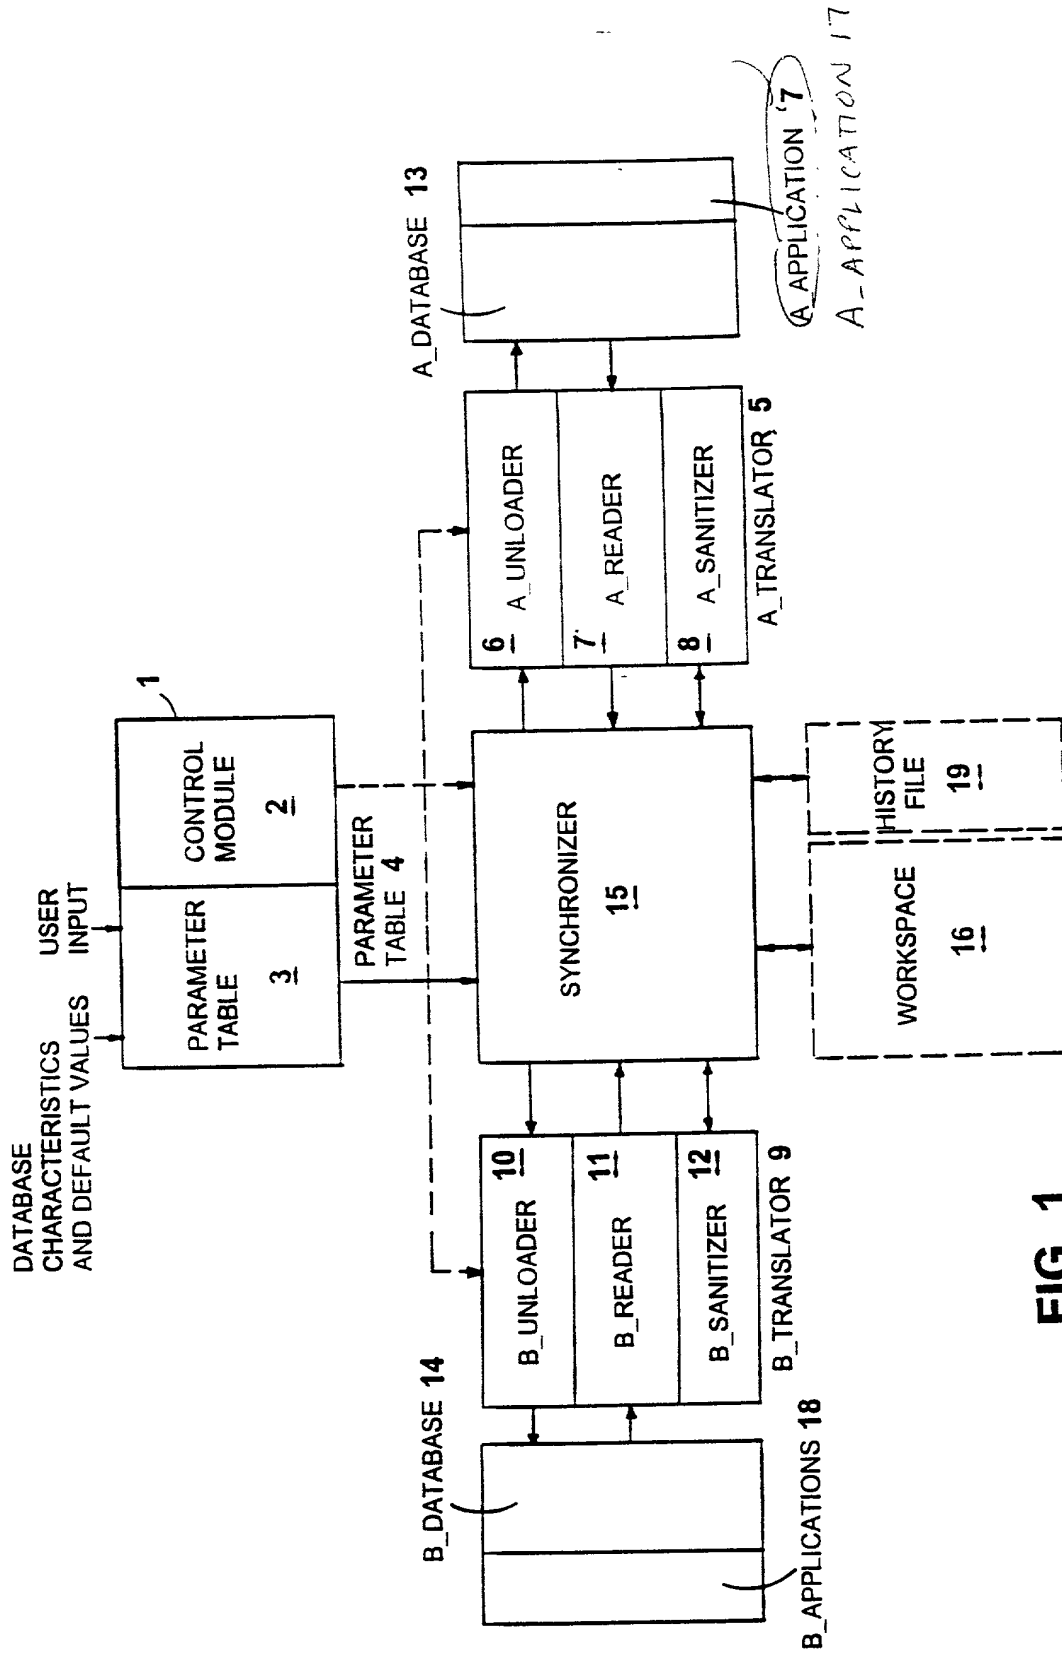 DATABASE
CHARACTERISTICS
AND DEFAULT VALUES
USER
INPUT
1
PARAMETER
TABLE
3
CONTROL
MODULE
2
PARAMETER
TABLE 4
B_DATABASE 14
A_DATABASE 13
B_UNLOADER
10
B_READER
11
B_SANITIZER
12
B_TRANSLATOR 9
B_APPLICATIONS 18
SYNCHRONIZER
15
6
A_UNLOADER
7
A_READER
8
A_SANITIZER
A_TRANSLATOR, 5
A_APPLICATION '7
A_APPLICATION 17
WORKSPACE
16
HISTORY
FILE
19
FIG 1